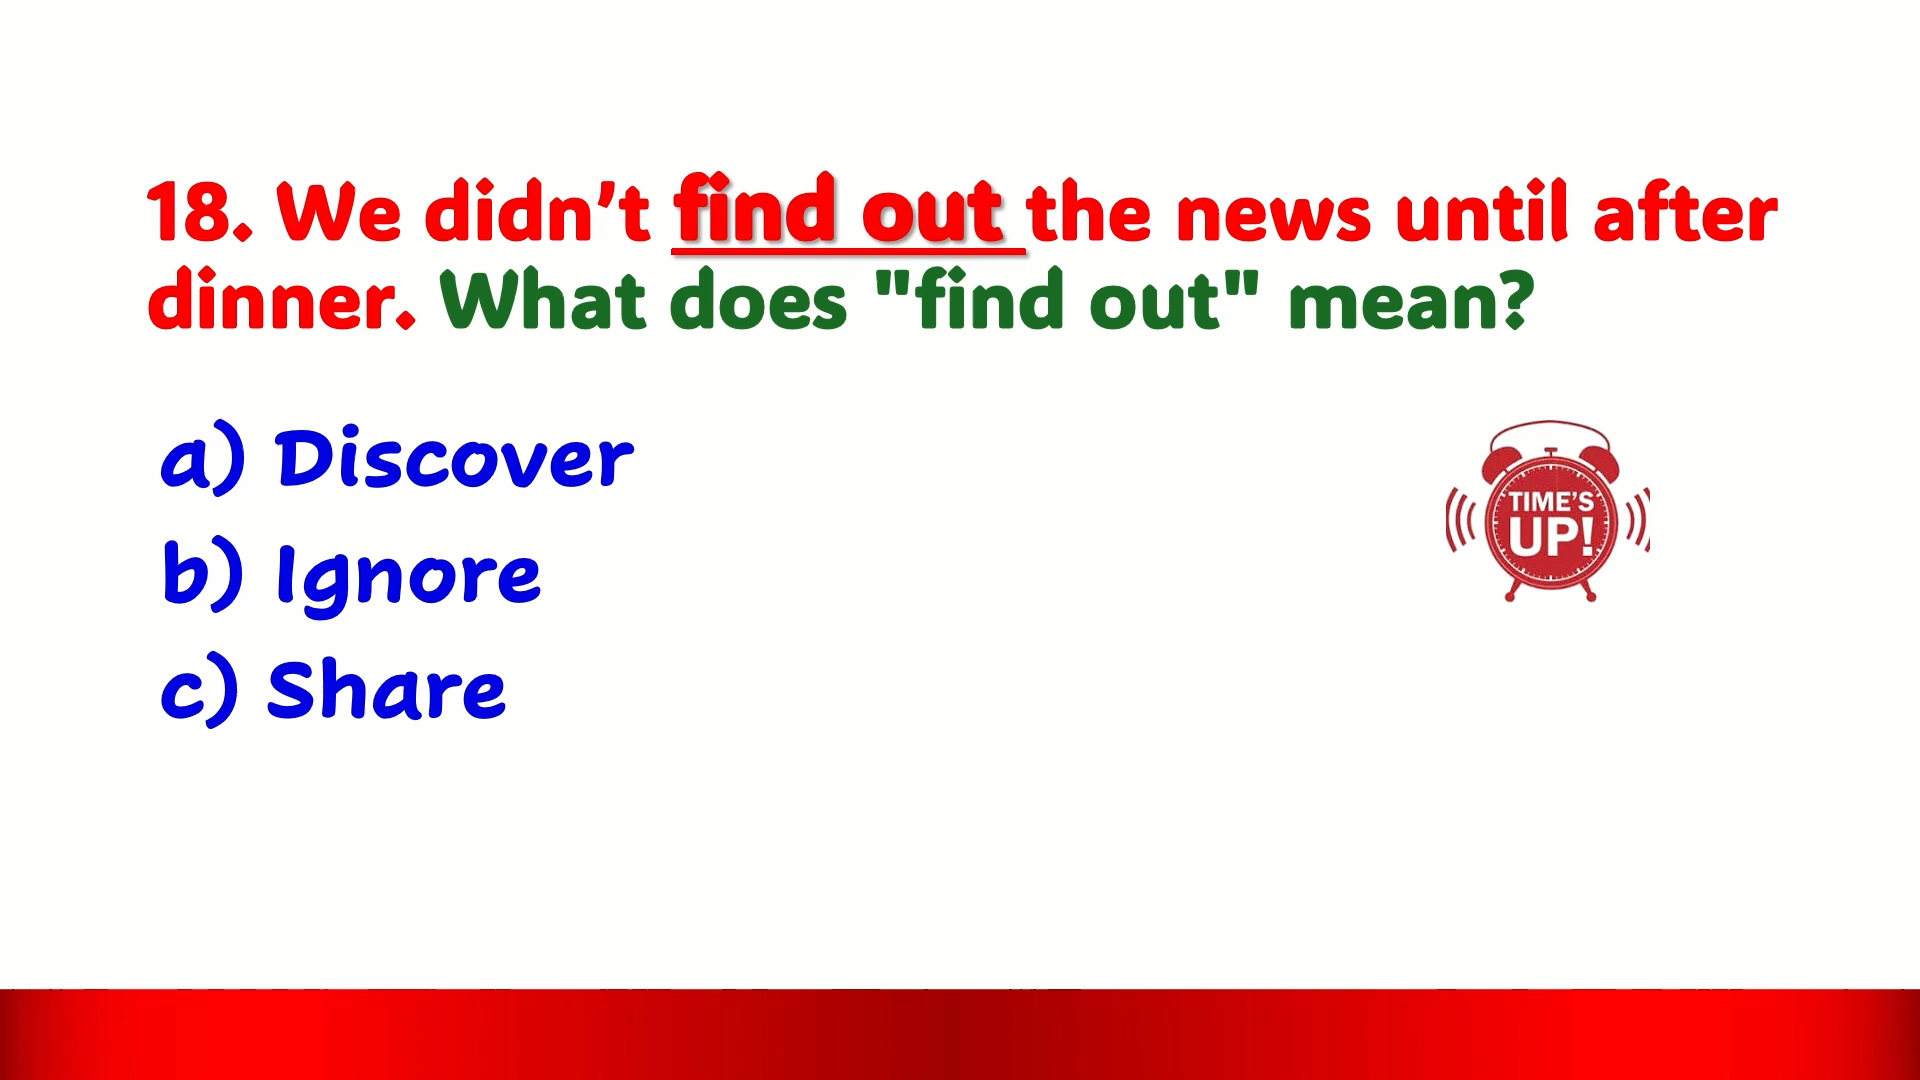 18. We didn’t find out the news until after
dinner. What does "find out" mean?
a) Discover
b) Ignore
c) Share
TIME'S
UP!